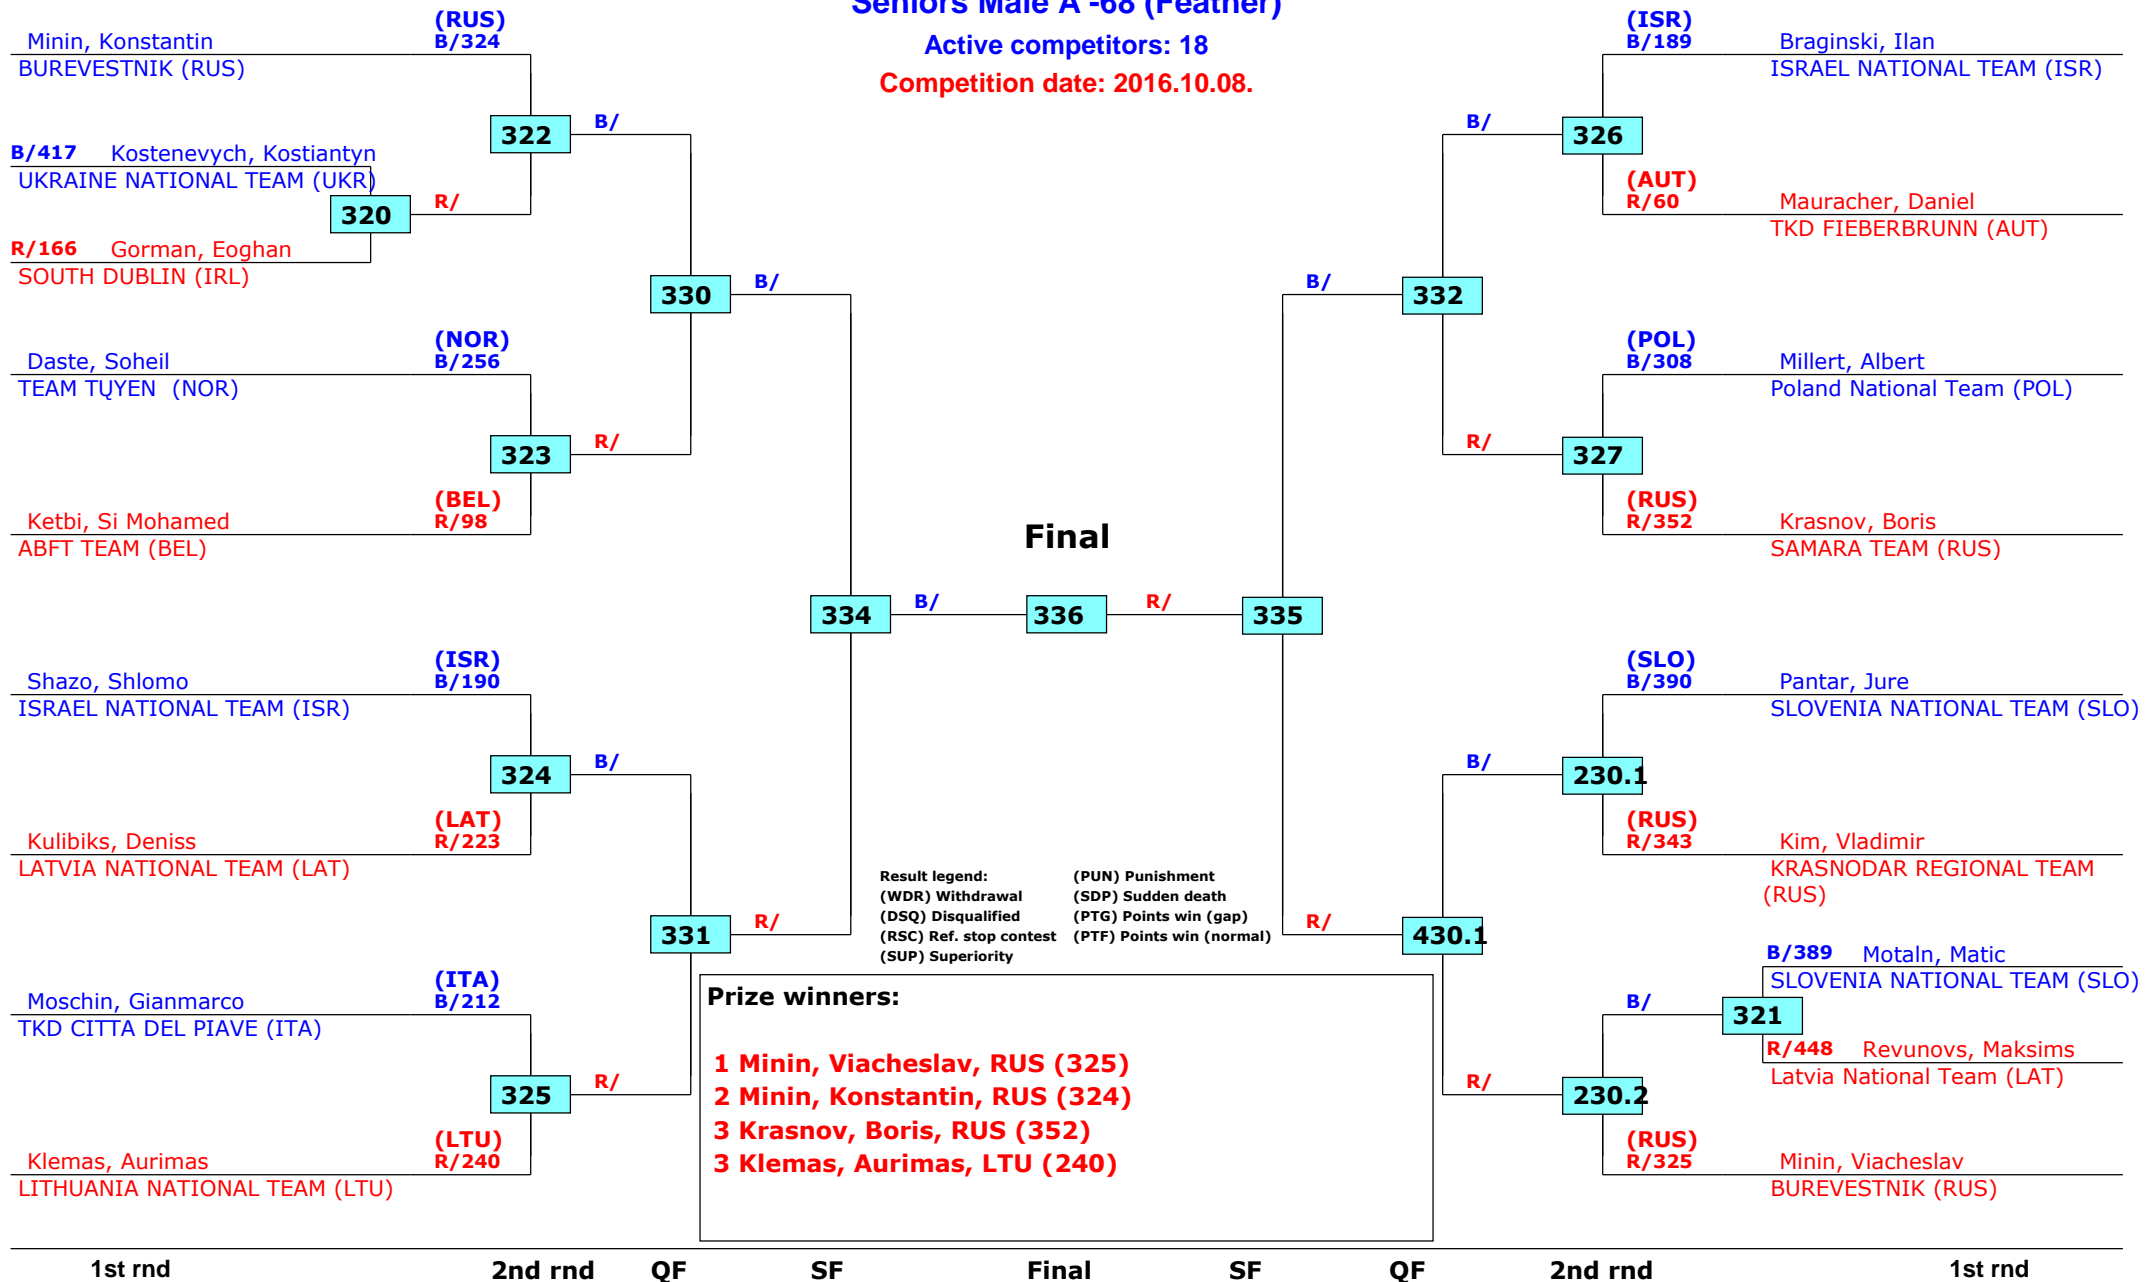 Seniors Male A -68 (Feather)
Active competitors: 18
Competition date: 2016.10.08.
(RUS)
Minin, Konstantin B/324
BUREVESTNIK (RUS)
322
B/
B/417 Kostenevych, Kostiantyn
UKRAINE NATIONAL TEAM (UKR)
320
R/
R/166 Gorman, Eoghan
SOUTH DUBLIN (IRL)
330
B/
(NOR)
Daste, Soheil B/256
TEAM TỤYEN (NOR)
323
R/
(BEL)
Ketbi, Si Mohamed R/98
ABFT TEAM (BEL)
334
B/
(ISR)
Shazo, Shlomo B/190
ISRAEL NATIONAL TEAM (ISR)
324
B/
(LAT)
Kulibiks, Deniss R/223
LATVIA NATIONAL TEAM (LAT)
331
R/
(ITA)
Moschin, Gianmarco B/212
TKD CITTA DEL PIAVE (ITA)
325
R/
(LTU)
Klemas, Aurimas R/240
LITHUANIA NATIONAL TEAM (LTU)
Final
336
R/
335
(ISR)
B/189 Braginski, Ilan
ISRAEL NATIONAL TEAM (ISR)
B/
326
(AUT)
R/60 Mauracher, Daniel
TKD FIEBERBRUNN (AUT)
B/
332
(POL)
B/308 Millert, Albert
Poland National Team (POL)
R/
327
(RUS)
R/352 Krasnov, Boris
SAMARA TEAM (RUS)
(SLO)
B/390 Pantar, Jure
SLOVENIA NATIONAL TEAM (SLO)
B/
230.1
(RUS)
R/343 Kim, Vladimir
KRASNODAR REGIONAL TEAM
(RUS)
R/
430.1
B/389 Motaln, Matic
SLOVENIA NATIONAL TEAM (SLO)
B/
321
R/448 Revunovs, Maksims
Latvia National Team (LAT)
R/
230.2
(RUS)
R/325 Minin, Viacheslav
BUREVESTNIK (RUS)
Result legend: (PUN) Punishment
(WDR) Withdrawal (SDP) Sudden death
(DSQ) Disqualified (PTG) Points win (gap)
(RSC) Ref. stop contest (PTF) Points win (normal)
(SUP) Superiority
Prize winners:
1 Minin, Viacheslav, RUS (325)
2 Minin, Konstantin, RUS (324)
3 Krasnov, Boris, RUS (352)
3 Klemas, Aurimas, LTU (240)
1st rnd 2nd rnd QF SF Final SF QF 2nd rnd 1st rnd